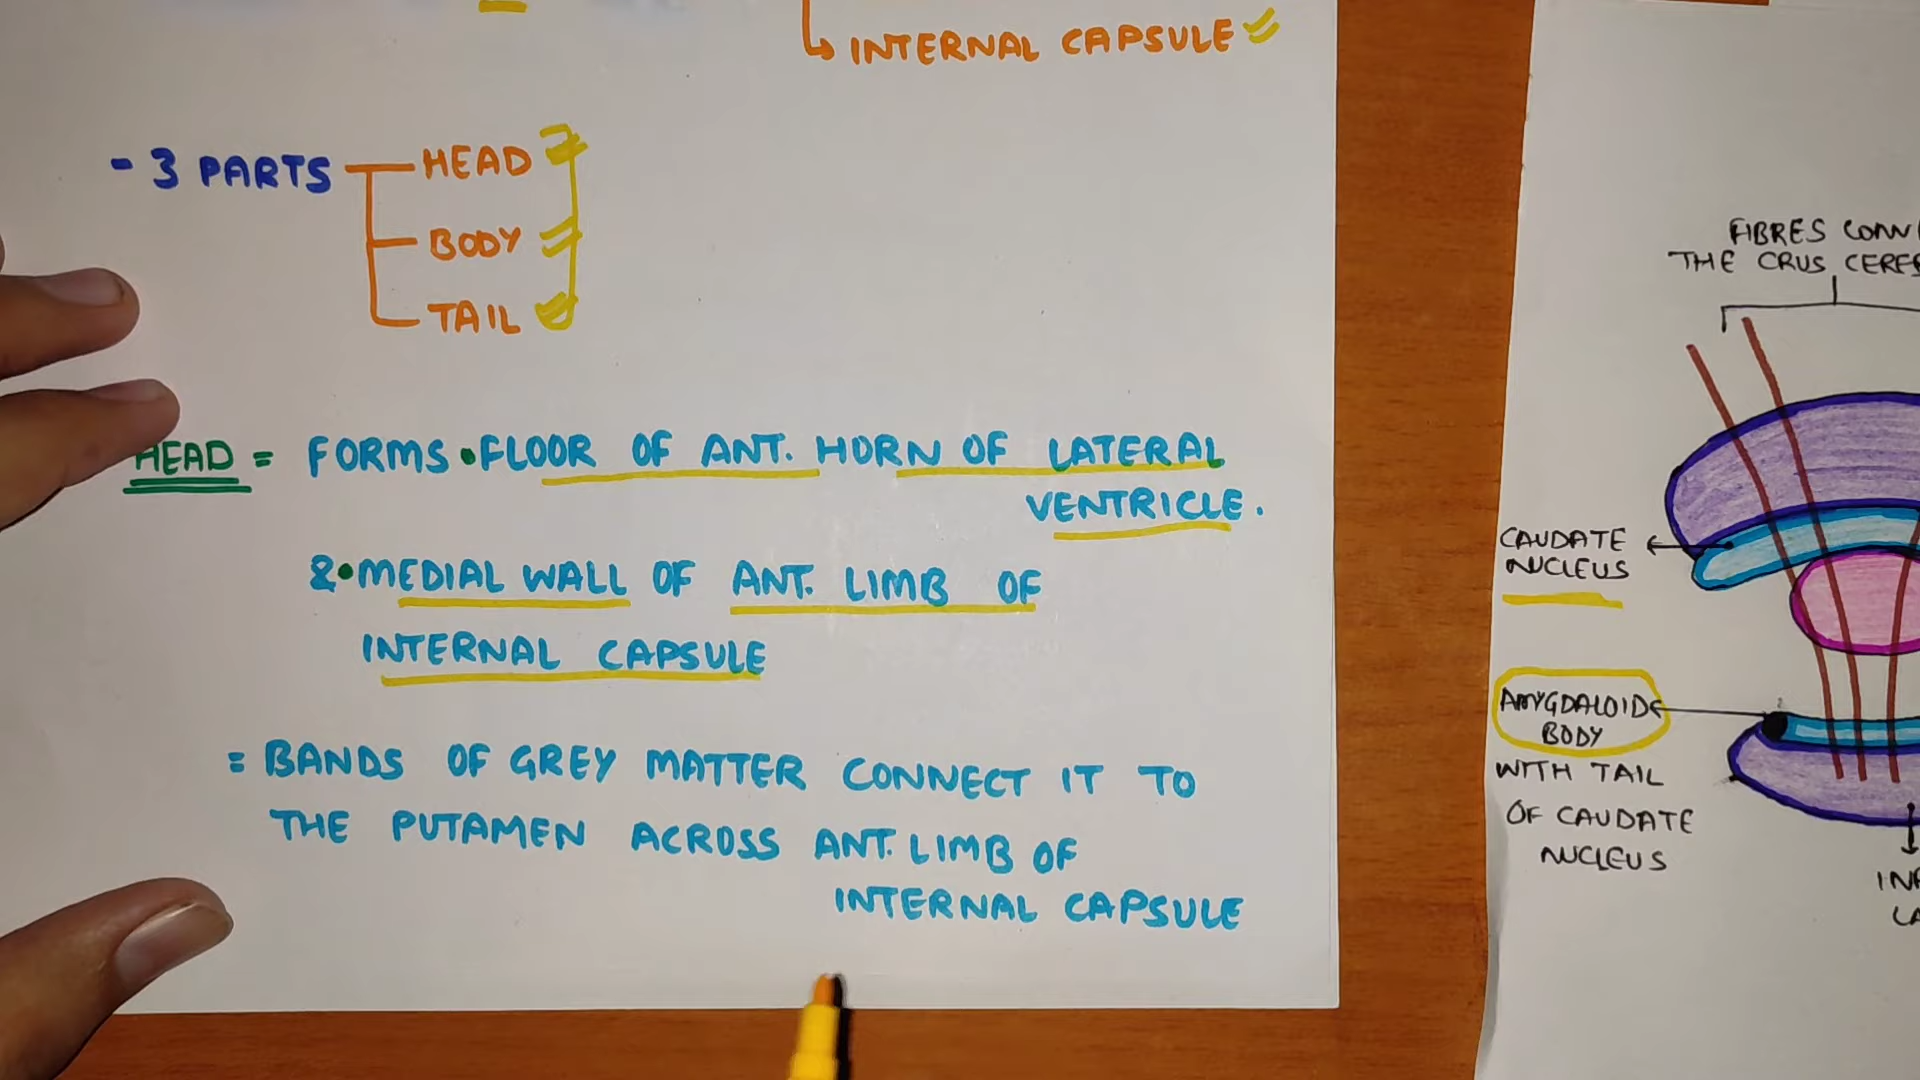 INTERNAL CAPSULE
- 3 PARTS
HEAD
BODY
TAIL
HEAD = FORMS • FLOOR OF ANT. HORN OF LATERAL
VENTRICLE.
& • MEDIAL WALL OF ANT. LIMB OF
INTERNAL CAPSULE
= BANDS OF GREY MATTER CONNECT IT TO
THE PUTAMEN ACROSS ANT. LIMB OF
INTERNAL CAPSULE
FIBRES
THE CRUS
CAUDATE
NUCLEUS
AMYGDALOID
BODY
WITH TAIL
OF CAUDATE
NUCLEUS